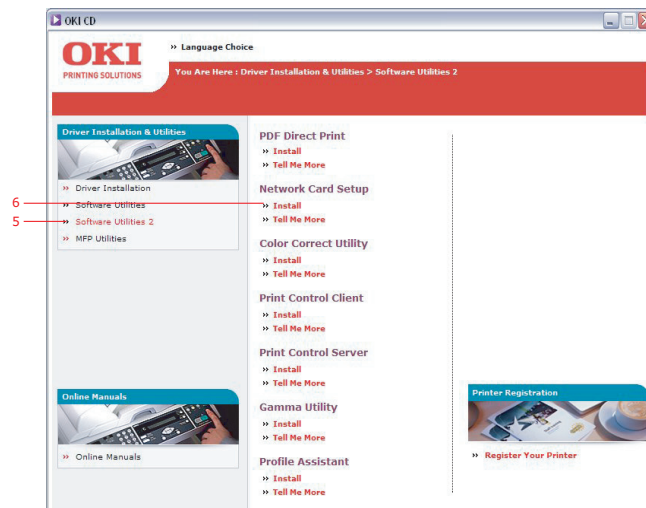 OKI CD
OKI
PRINTING SOLUTIONS
» Language Choice
You Are Here : Driver Installation & Utilities > Software Utilities 2
Driver Installation & Utilities
» Driver Installation
» Software Utilities
» Software Utilities 2
» MFP Utilities
6
5
Online Manuals
» Online Manuals
PDF Direct Print
» Install
» Tell Me More
Network Card Setup
» Install
» Tell Me More
Color Correct Utility
» Install
» Tell Me More
Print Control Client
» Install
» Tell Me More
Print Control Server
» Install
» Tell Me More
Gamma Utility
» Install
» Tell Me More
Profile Assistant
» Install
» Tell Me More
Printer Registration
» Register Your Printer